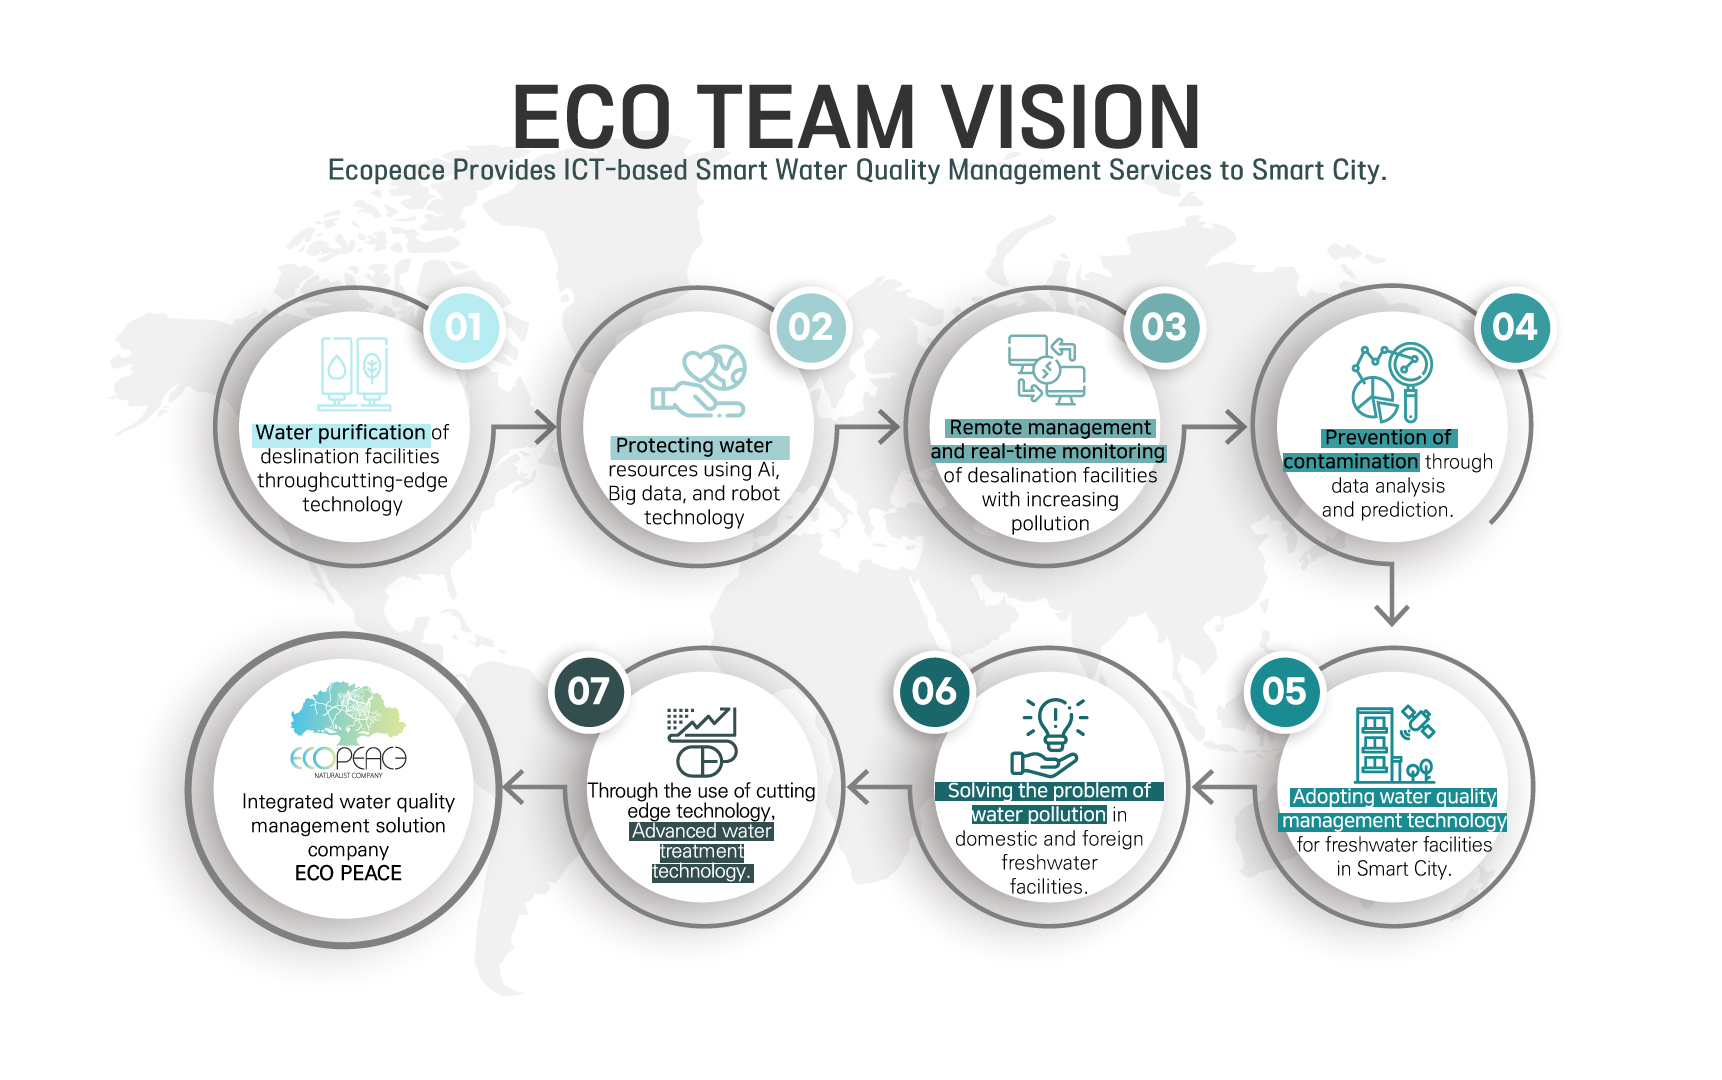 ECO TEAM VISION
Ecopeace Provides ICT-based Smart Water Quality Management Services to Smart City.
01
Water purification of
deslination facilities
throughcutting-edge
technology
02
Protecting water
resources using Ai,
Big data, and robot
technology
03
Remote management
and real-time monitoring
of desalination facilities
with increasing
pollution
04
Prevention of
contamination through
data analysis
and prediction.
05
Adopting water quality
management technology
for freshwater facilities
in Smart City.
06
Solving the problem of
water pollution in
domestic and foreign
freshwater
facilities.
07
Through the use of cutting
edge technology,
Advanced water
treatment
technology.
ECOPEACE
NATURALIST COMPANY
Integrated water quality
management solution
company
ECO PEACE